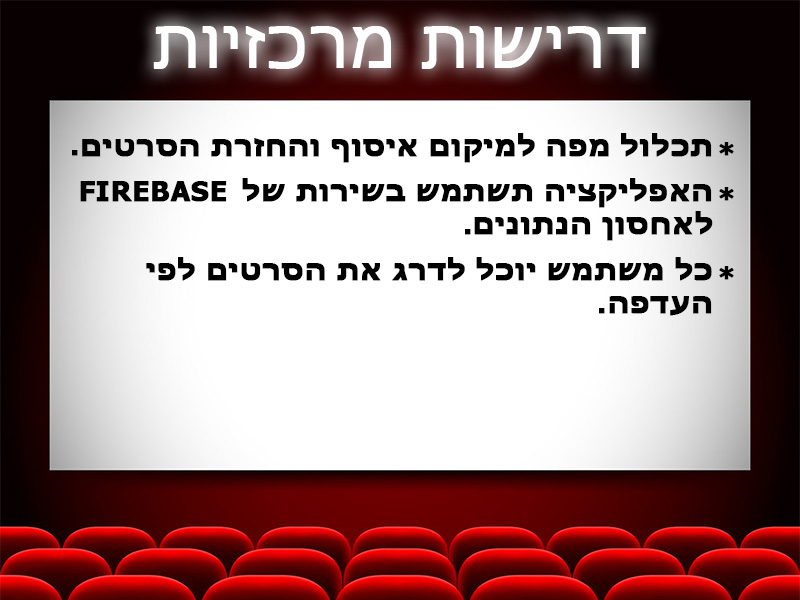 דרישות מרכזיות
* תכלול מפה למיקום איסוף והחזרת הסרטים.
* האפליקציה תשתמש בשירות של FIREBASE
לאחסון הנתונים.
* כל משתמש יוכל לדרג את הסרטים לפי
העדפה.